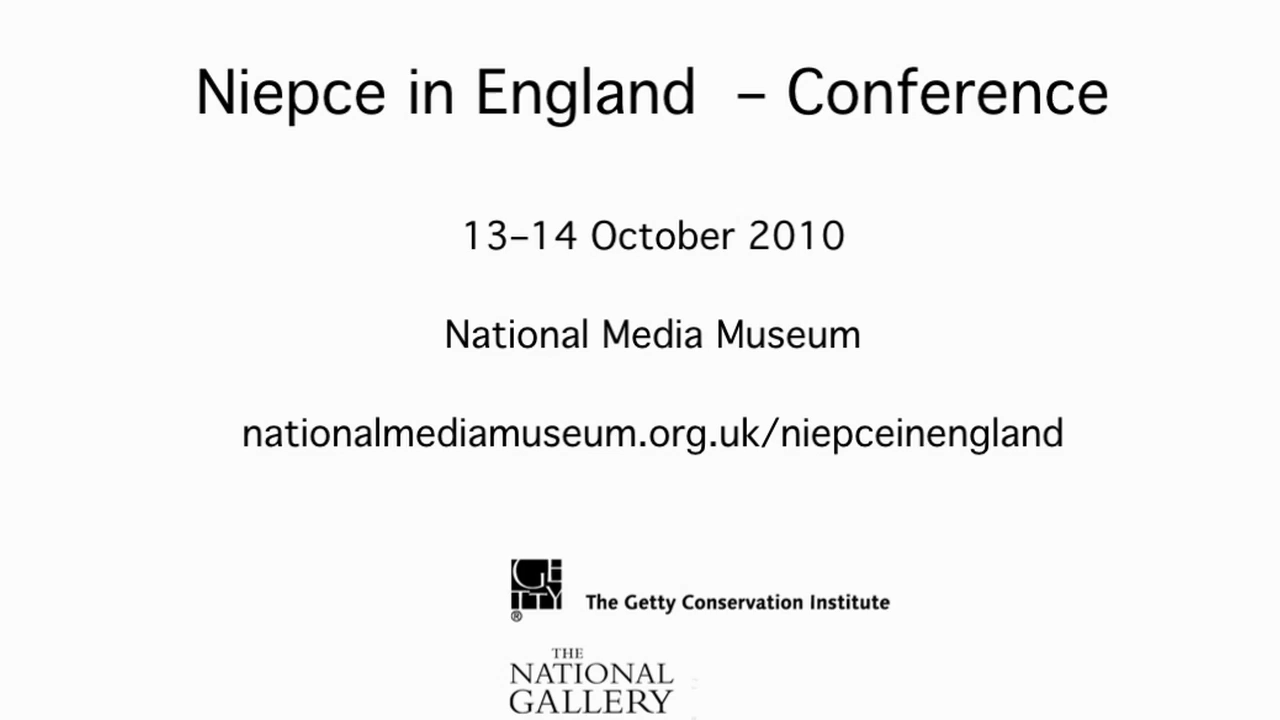 Niepce in England – Conference
13–14 October 2010
National Media Museum
nationalmediamuseum.org.uk/niepceinengland
GETTY
® The Getty Conservation Institute
THE
NATIONAL
GALLERY